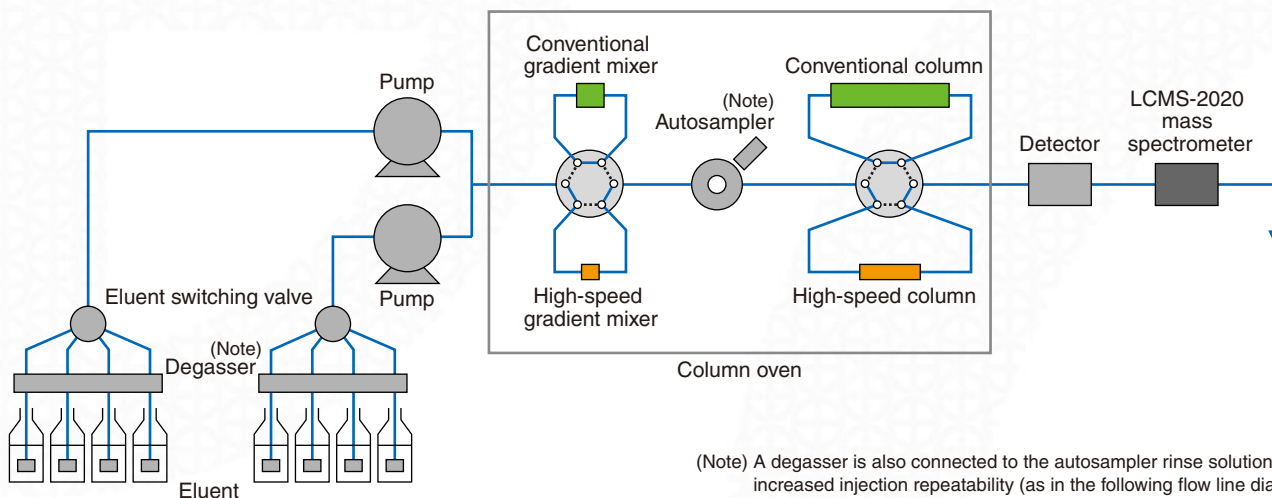 Conventional
gradient mixer
Conventional column
Pump
(Note)
Autosampler
LCMS-2020
mass
spectrometer
Detector
Pump
Eluent switching valve
High-speed
gradient mixer
High-speed column
(Note)
Degasser
Column oven
Eluent
(Note) A degasser is also connected to the autosampler rinse solution
increased injection repeatability (as in the following flow line dia